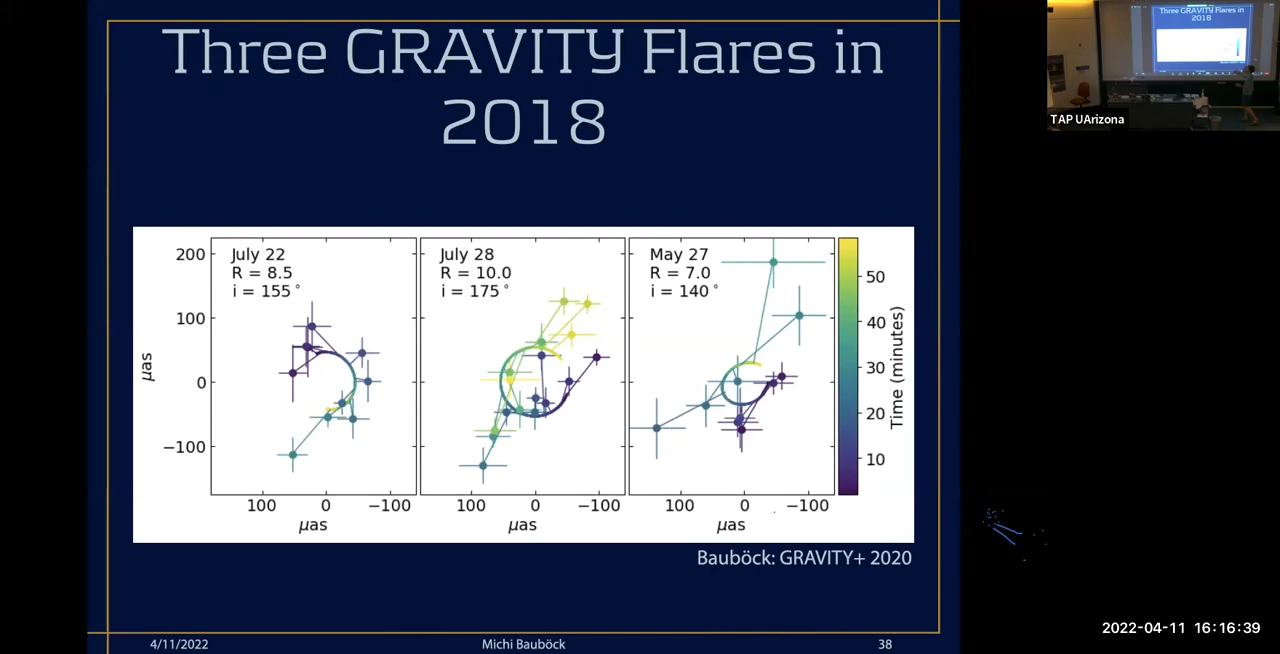 Three GRAVITY Flares in
2018
Three GRAVITY Flares in
2018
TAP UArizona
July 22
R = 8.5
i = 155°
July 28
R = 10.0
i = 175°
May 27
R = 7.0
i = 140°
200
100
0
−100
μas
100 0 −100
μas
100 0 −100
μas
100 0 −100
μas
50
40
30
20
10
Time (minutes)
Bauböck: GRAVITY+ 2020
4/11/2022 Michi Bauböck 38
2022-04-11 16:16:39